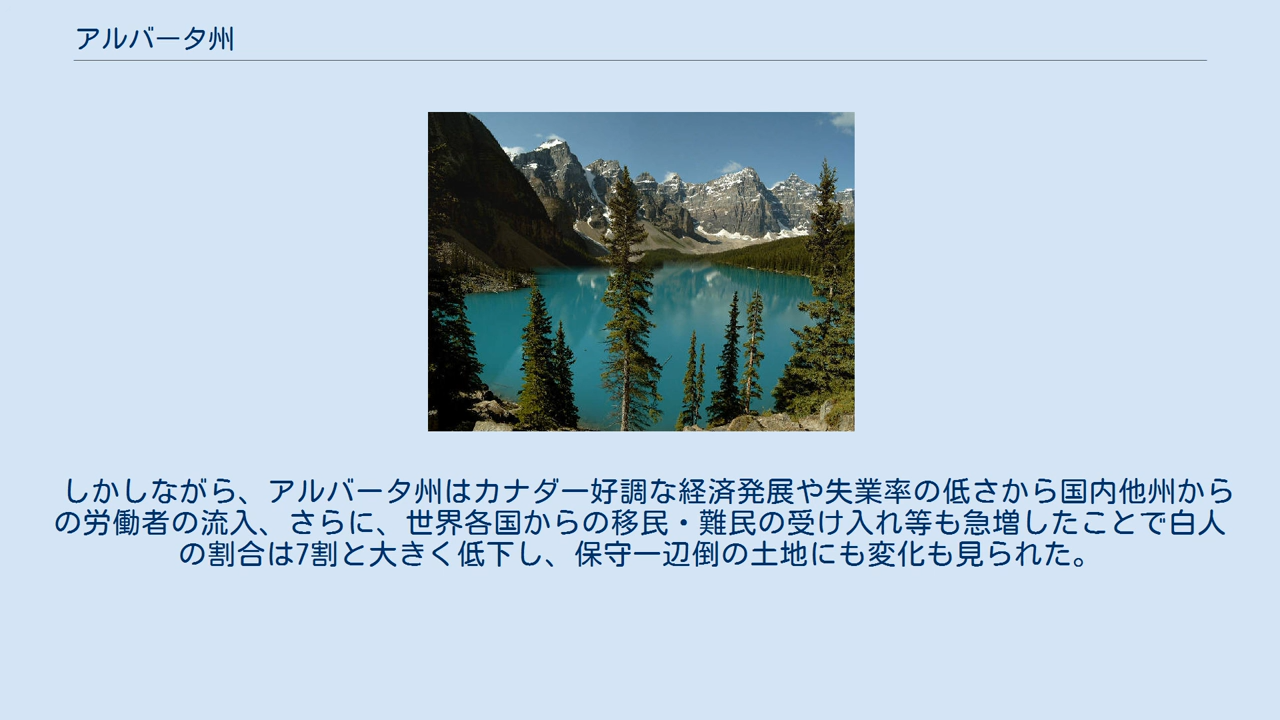 アルバータ州
しかしながら、アルバータ州はカナダ一好調な経済発展や失業率の低さから国内他州から
の労働者の流入、さらに、世界各国からの移民・難民の受け入れ等も急増したことで白人
の割合は7割と大きく低下し、保守一辺倒の土地にも変化も見られた。